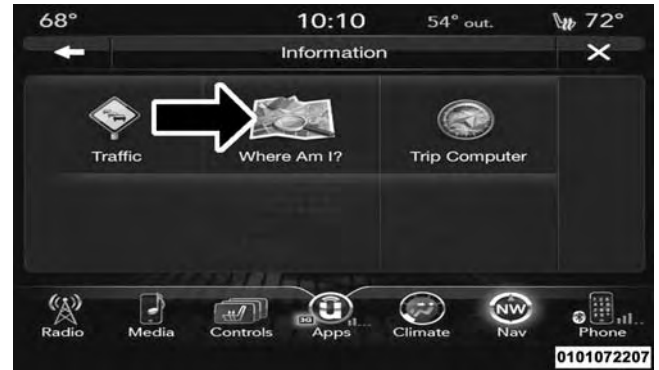 68° 10:10 54° out. 72°
Information
Traffic Where Am I? Trip Computer
3G NW
Radio Media Controls Apps Climate Nav Phone
0101072207